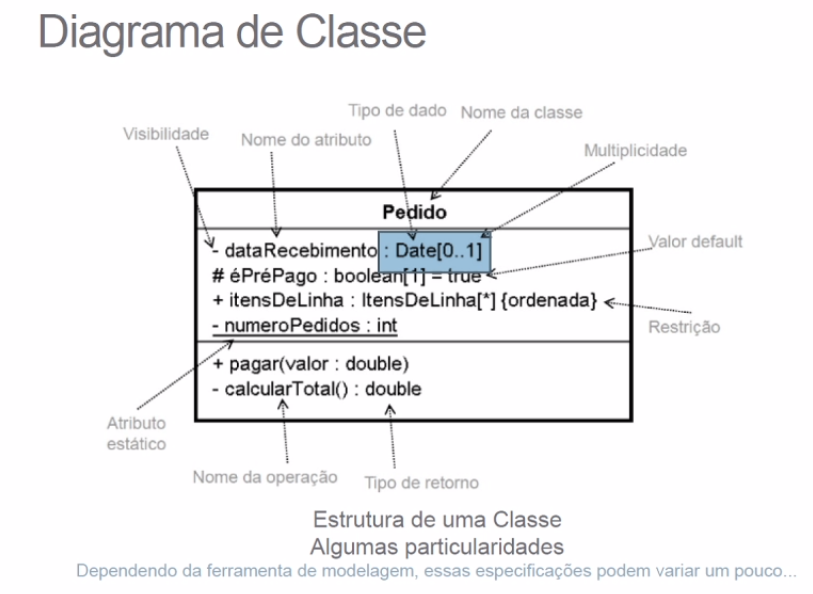 Diagrama de Classe
Tipo de dado
Nome da classe
Visibilidade
Nome do atributo
Multiplicidade
Pedido
- dataRecebimento : Date[0..1]
Valor default
# éPréPago : boolean[1] = true
+ itensDeLinha : ItensDeLinha[*] {ordenada}
Restrição
- numeroPedidos : int
+ pagar(valor : double)
- calcularTotal() : double
Atributo
estático
Nome da operação
Tipo de retorno
Estrutura de uma Classe
Algumas particularidades
Dependendo da ferramenta de modelagem, essas especificações podem variar um pouco...